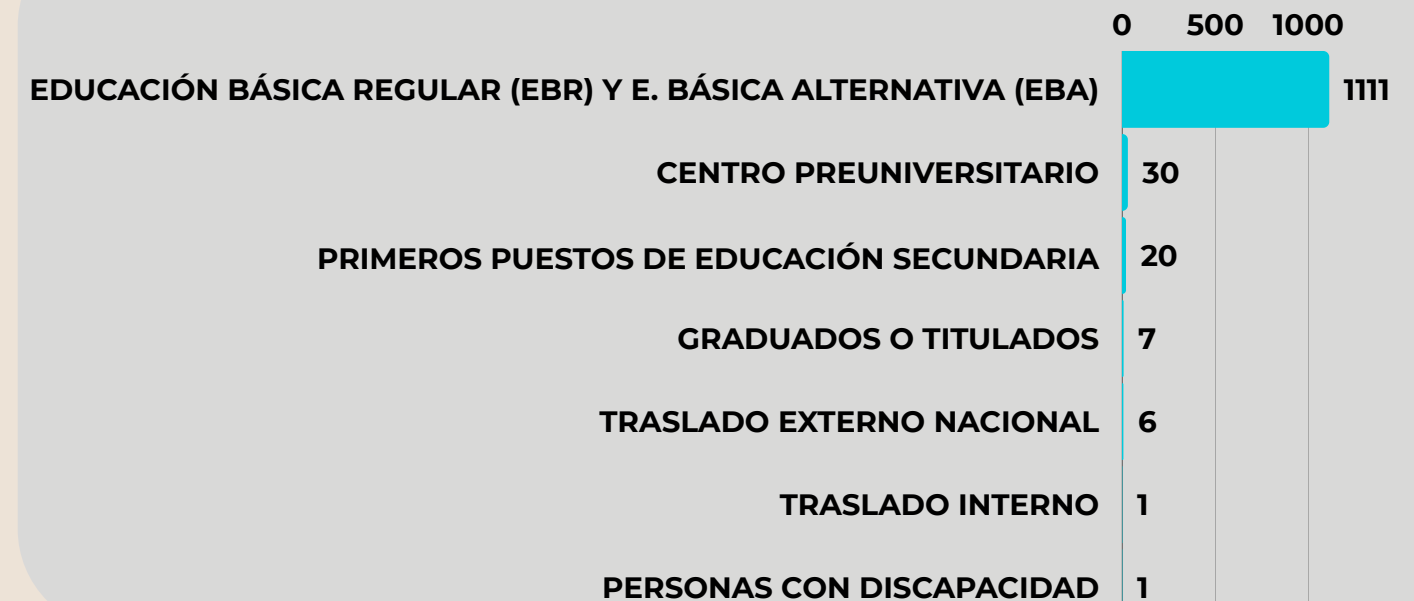 0 500 1000
EDUCACIÓN BÁSICA REGULAR (EBR) Y E. BÁSICA ALTERNATIVA (EBA) 1111
CENTRO PREUNIVERSITARIO 30
PRIMEROS PUESTOS DE EDUCACIÓN SECUNDARIA 20
GRADUADOS O TITULADOS 7
TRASLADO EXTERNO NACIONAL 6
TRASLADO INTERNO 1
PERSONAS CON DISCAPACIDAD 1